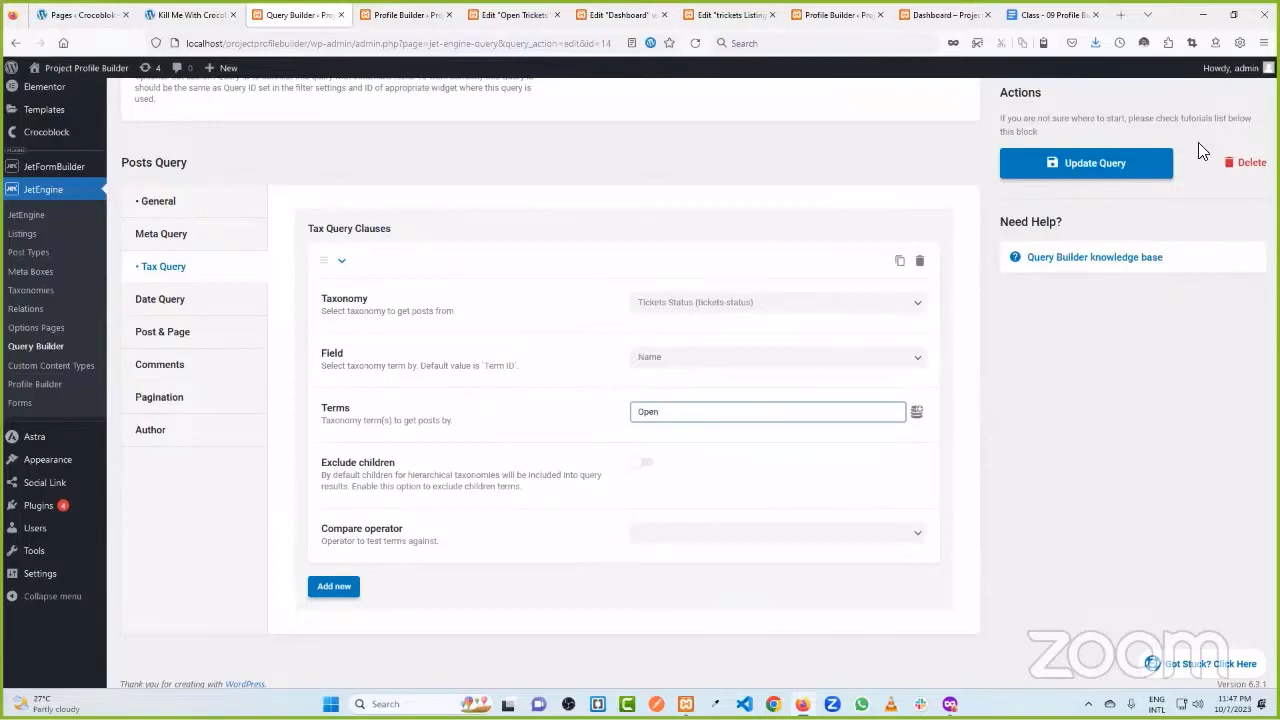 Pages ‹ Crocoblock -
Kill Me With Crocol
Query Builder ‹ Proj
Profile Builder ‹ Pro
Edit "Open Tickets
Edit "Dashboard" w
Edit "tickets Listing
Profile Builder ‹ Proj
Dashboard – Projec
Class - 09 Profile B
localhost/projectprofilebuilder/wp-admin/admin.php?page=jet-engine-query&query_action=edit&id=14
Search
Project Profile Builder
4
0
New
Howdy, admin
Elementor
Templates
Crocoblock
JetFormBuilder
JetEngine
JetEngine
Listings
Post Types
Meta Boxes
Taxonomies
Relations
Options Pages
Query Builder
Custom Content Types
Profile Builder
Forms
Astra
Appearance
Social Link
Plugins 4
Users
Tools
Settings
Collapse menu
should be the same as Query ID set in the filter settings and ID of appropriate widget where this query is
used.
Posts Query
• General
Meta Query
• Tax Query
Date Query
Post & Page
Comments
Pagination
Author
Tax Query Clauses
Taxonomy
Select taxonomy to get posts from
Tickets Status (tickets-status)
Field
Select taxonomy term by. Default value is `Term ID`.
Name
Terms
Taxonomy term(s) to get posts by.
Open
Exclude children
By default children for hierarchical taxonomies will be included into query
results. Enable this option to exclude children terms.
Compare operator
Operator to test terms against.
Add new
Actions
If you are not sure where to start, please check tutorials list below
this block
Update Query
Delete
Need Help?
Query Builder knowledge base
zoom
Got Stuck? Click Here
Thank you for creating with WordPress.
Version 6.3.1
27°C
Partly cloudy
Search
ENG
INTL
11:47 PM
10/7/2023